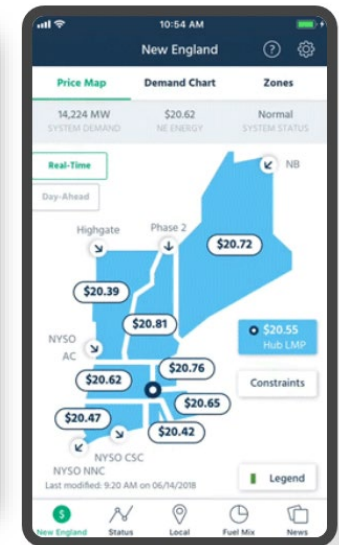 10:54 AM
New England
?
Price Map Demand Chart Zones
14,224 MW $20.62 Normal
SYSTEM DEMAND NE ENERGY SYSTEM STATUS
Real-Time
NB
Day-Ahead
Highgate Phase 2
$20.72
$20.39
$20.81
$20.55
Hub LMP
NYSO
AC
$20.76
$20.62
Constraints
$20.65
$20.47
$20.42
NYSO CSC
NYSO NNC
Legend
Last modified: 9:20 AM on 06/14/2018
$
New England Status Local Fuel Mix News